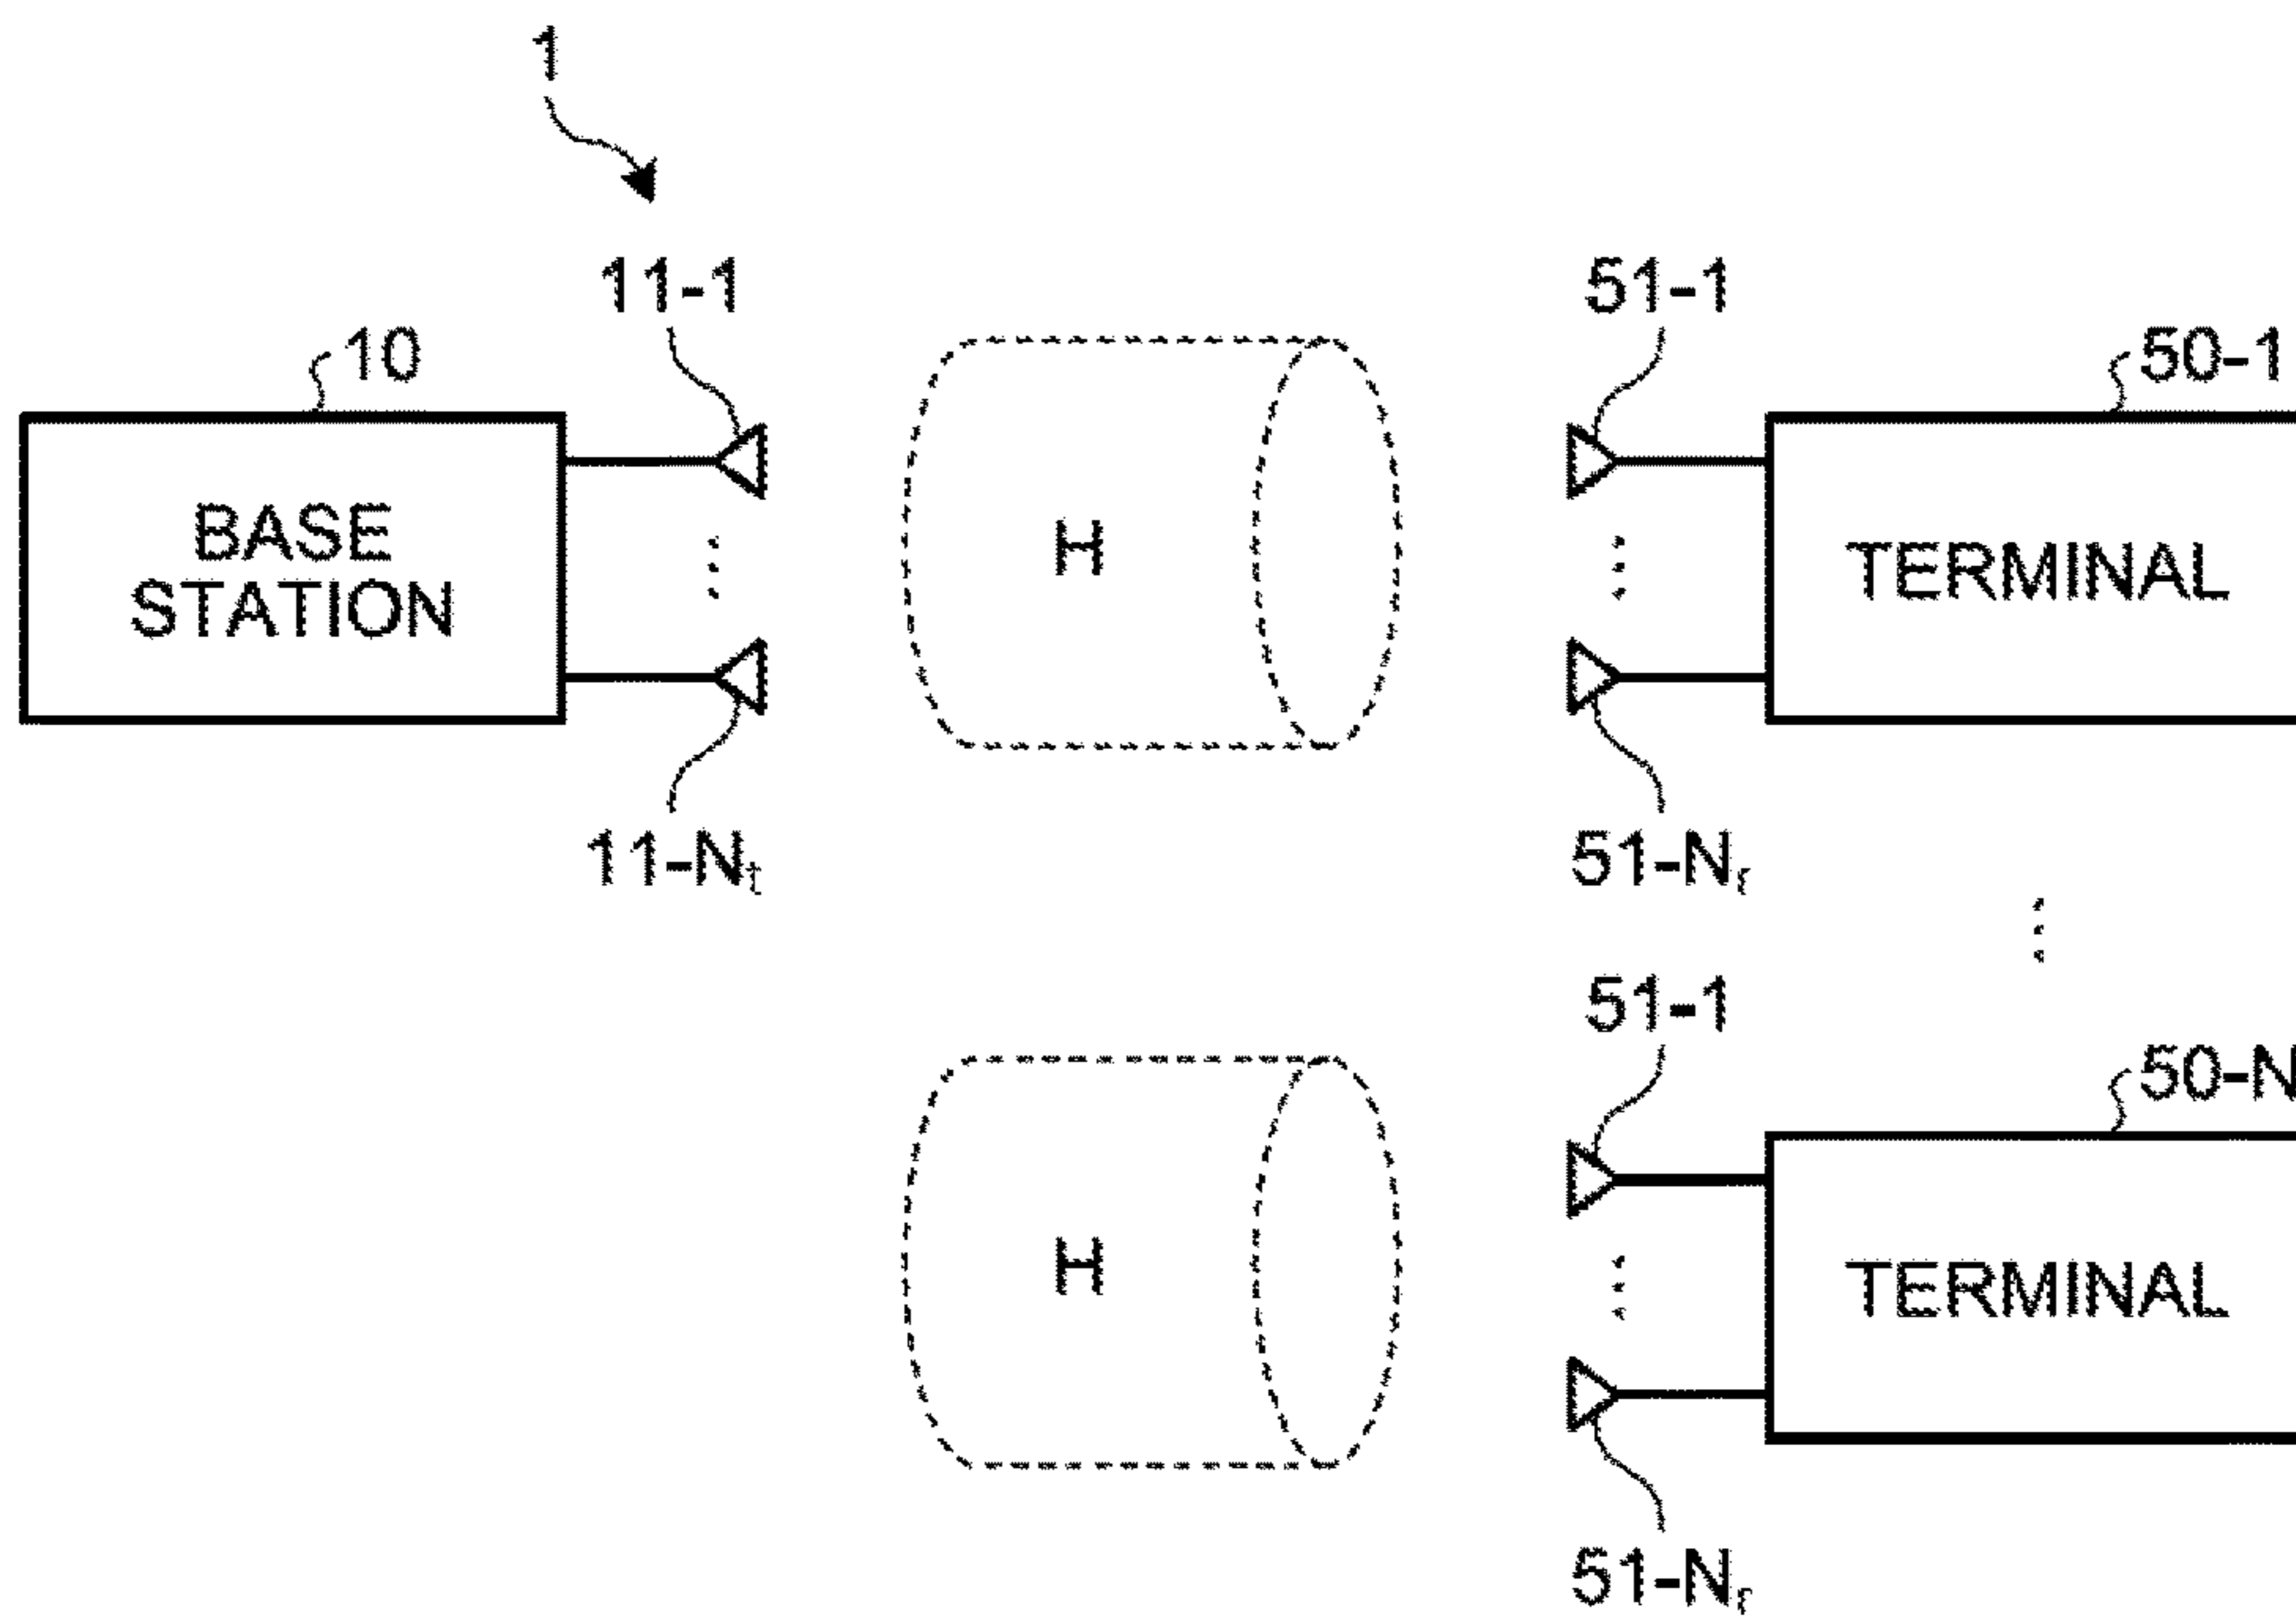 1
11-1
51-1
10
50-1
BASE
STATION
H
TERMINAL
11-Nt
51-Nr
51-1
50-N
H
TERMINAL
51-Nr